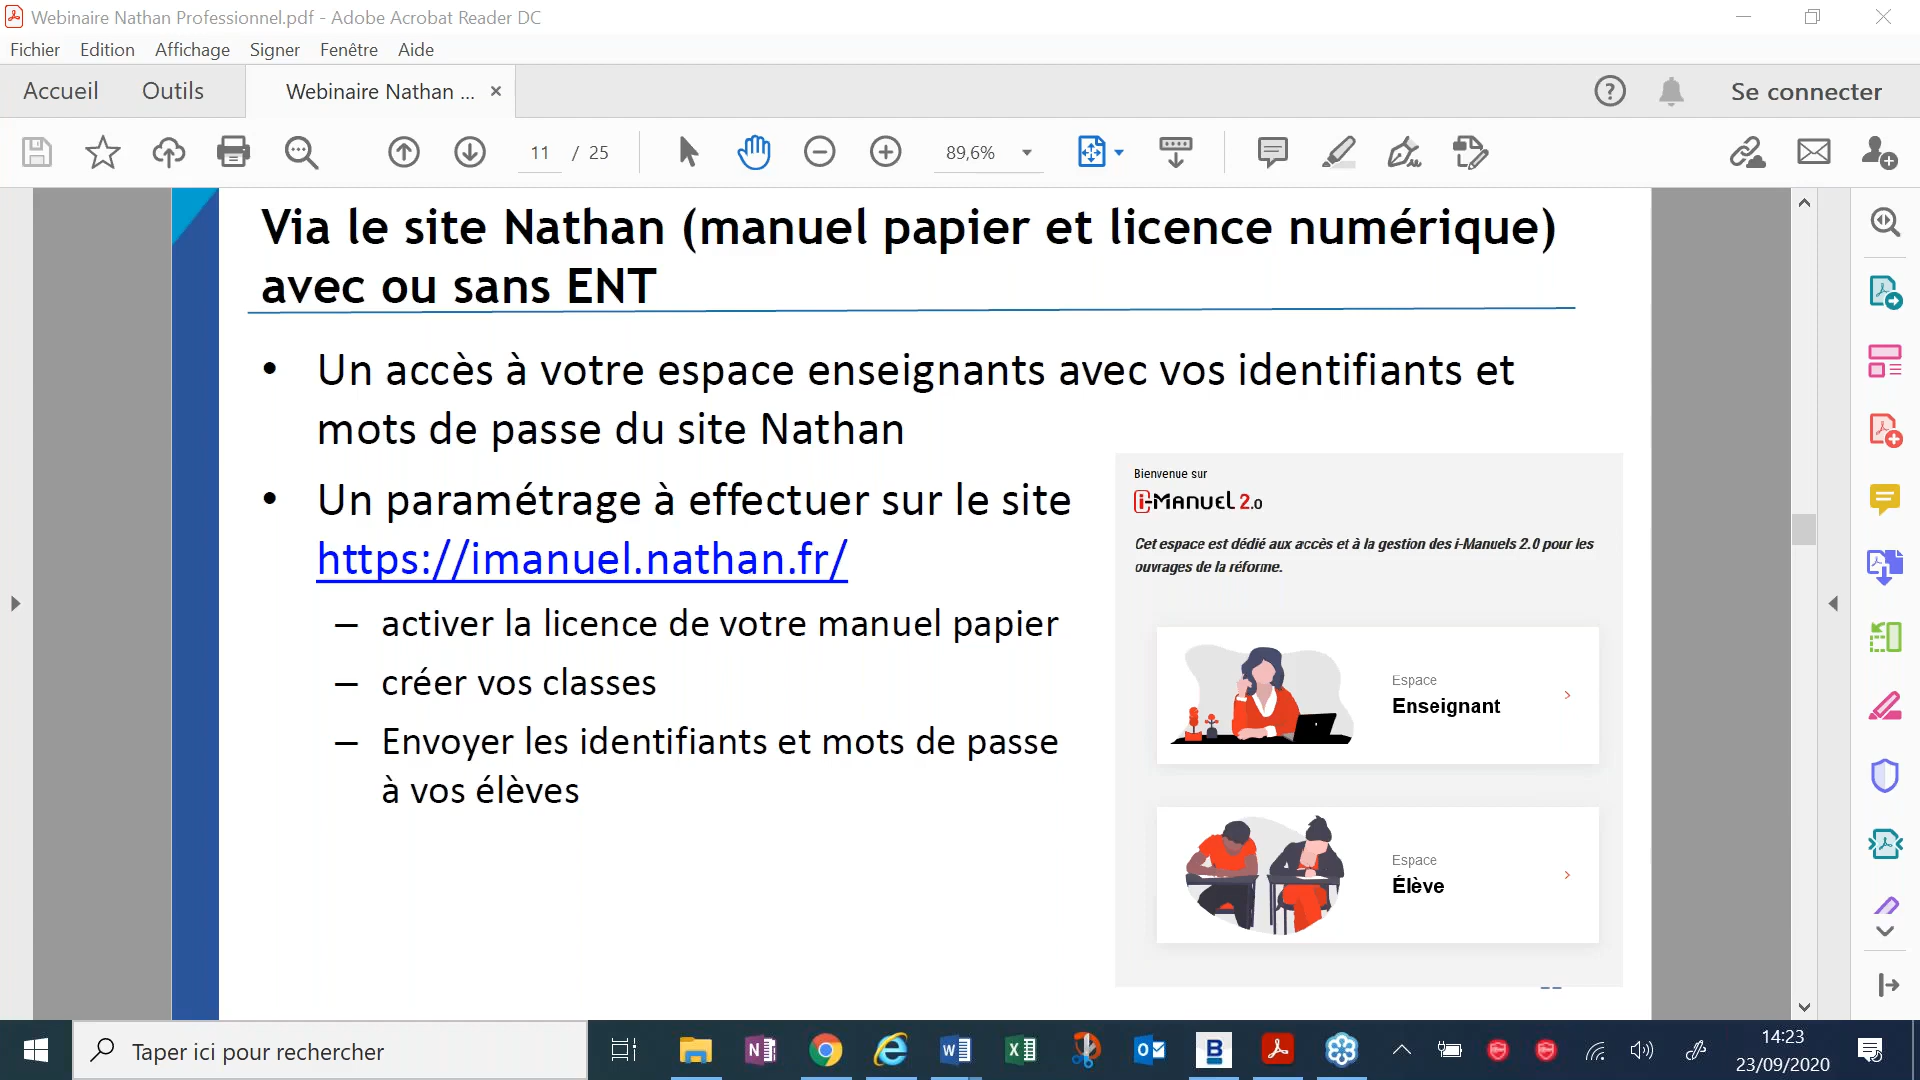 Webinaire Nathan Professionnel.pdf - Adobe Acrobat Reader DC
Fichier Edition Affichage Signer Fenêtre Aide
Accueil Outils Webinaire Nathan ... × Se connecter
11 / 25 89,6%
Via le site Nathan (manuel papier et licence numérique)
avec ou sans ENT
• Un accès à votre espace enseignants avec vos identifiants et
mots de passe du site Nathan
• Un paramétrage à effectuer sur le site
https://imanuel.nathan.fr/
– activer la licence de votre manuel papier
– créer vos classes
– Envoyer les identifiants et mots de passe
à vos élèves
Bienvenue sur
i-MANUEL 2.0
Cet espace est dédié aux accès et à la gestion des i-Manuels 2.0 pour les
ouvrages de la réforme.
Espace
Enseignant
Espace
Élève
Taper ici pour rechercher
14:23
23/09/2020